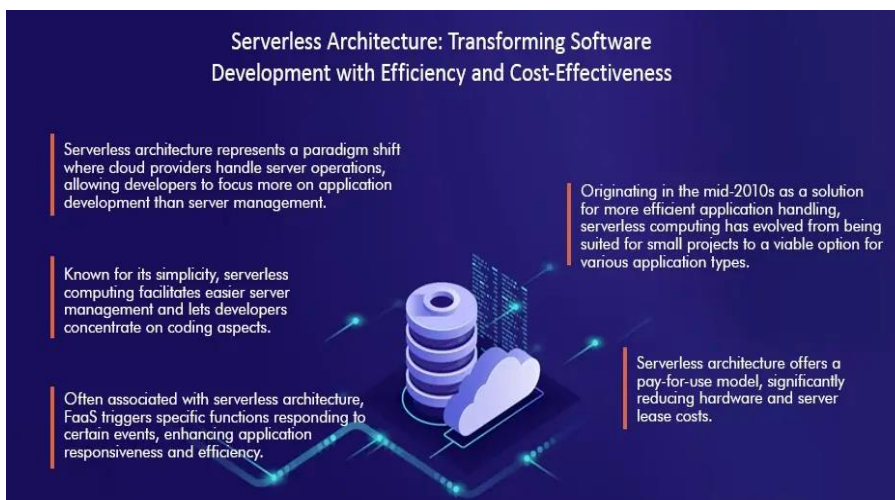 Serverless Architecture: Transforming Software
Development with Efficiency and Cost-Effectiveness
Serverless architecture represents a paradigm shift
where cloud providers handle server operations,
allowing developers to focus more on application
development than server management.
Known for its simplicity, serverless
computing facilitates easier server
management and lets developers
concentrate on coding aspects.
Often associated with serverless architecture,
FaaS triggers specific functions responding to
certain events, enhancing application
responsiveness and efficiency.
Originating in the mid-2010s as a solution
for more efficient application handling,
serverless computing has evolved from being
suited for small projects to a viable option for
various application types.
Serverless architecture offers a
pay-for-use model, significantly
reducing hardware and server
lease costs.